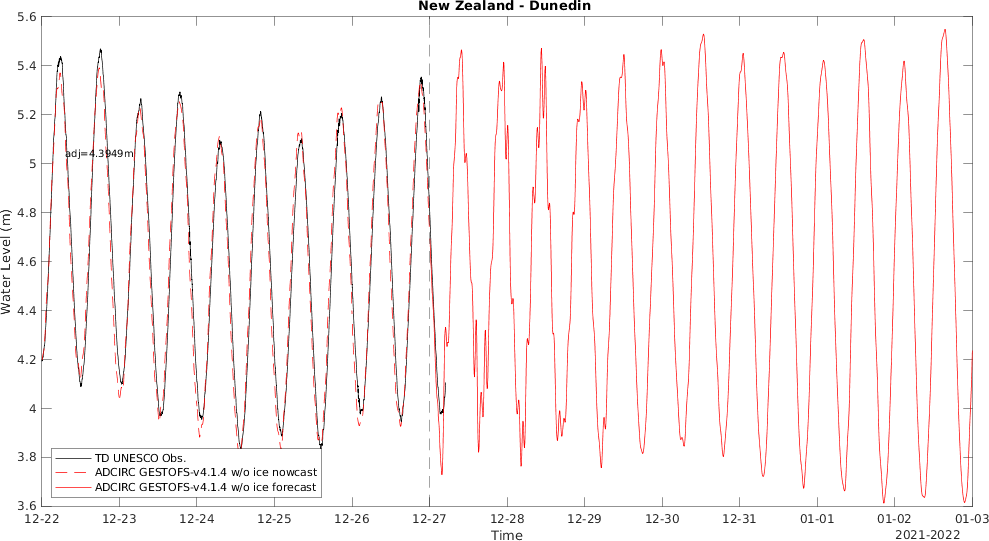 New Zealand - Dunedin
5.6
5.4
5.2
5
4.8
4.6
4.4
4.2
4
3.8
3.6
Water Level (m)
adj=4.3949m
TD UNESCO Obs.
ADCIRC GESTOFS-v4.1.4 w/o ice nowcast
ADCIRC GESTOFS-v4.1.4 w/o ice forecast
12-22 12-23 12-24 12-25 12-26 12-27 12-28 12-29 12-30 12-31 01-01 01-02 01-03
Time
2021-2022